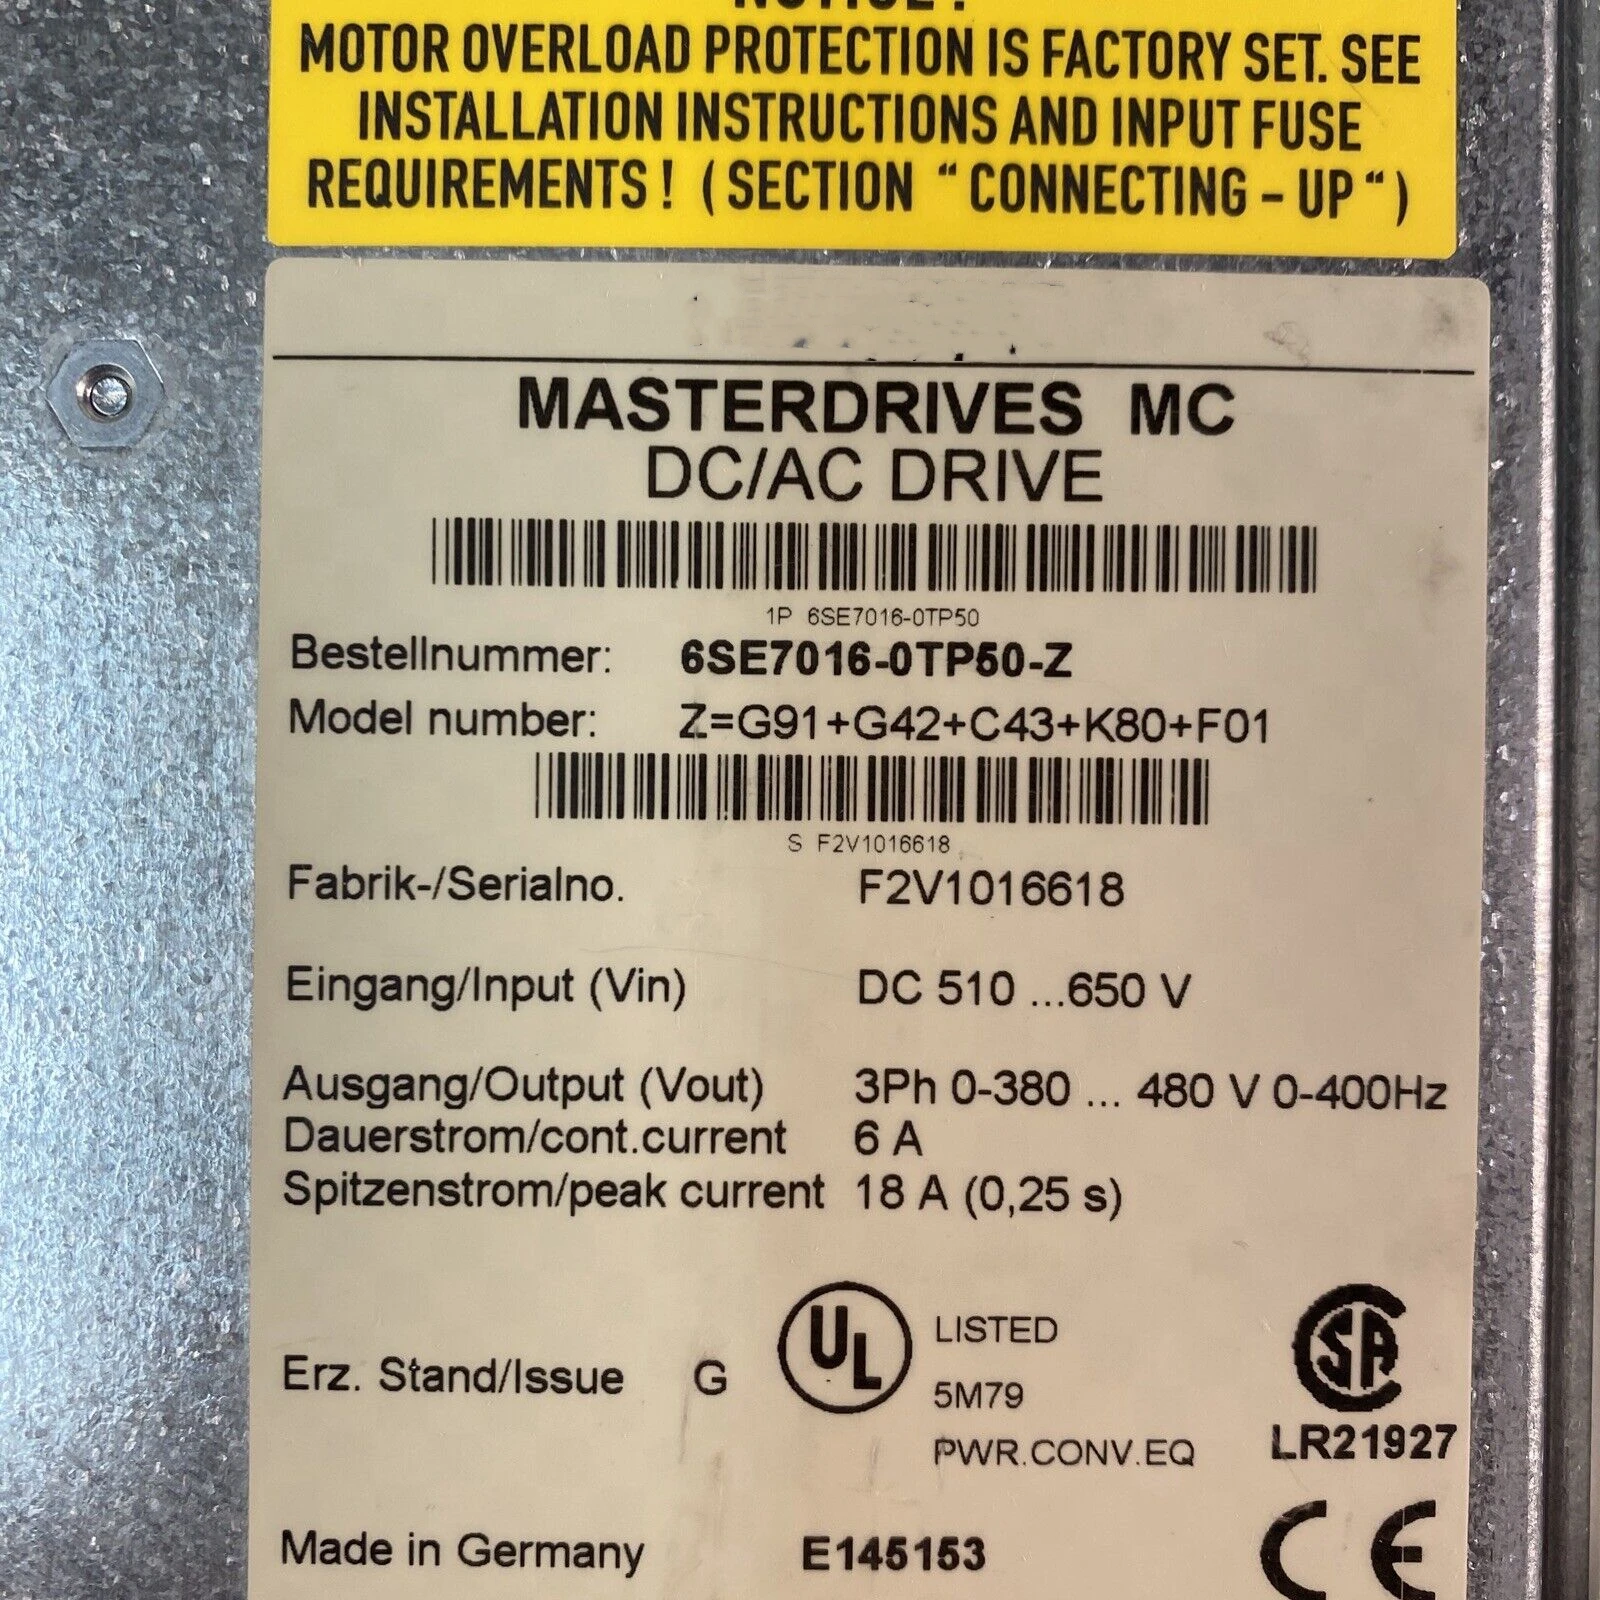 NOTICE !
MOTOR OVERLOAD PROTECTION IS FACTORY SET. SEE
INSTALLATION INSTRUCTIONS AND INPUT FUSE
REQUIREMENTS ! ( SECTION “ CONNECTING – UP “ )
MASTERDRIVES MC
DC/AC DRIVE
1P 6SE7016-0TP50
Bestellnummer: 6SE7016-0TP50-Z
Model number: Z=G91+G42+C43+K80+F01
S F2V1016618
Fabrik-/Serialno. F2V1016618
Eingang/Input (Vin) DC 510 ...650 V
Ausgang/Output (Vout) 3Ph 0-380 ... 480 V 0-400Hz
Dauerstrom/cont.current 6 A
Spitzenstrom/peak current 18 A (0,25 s)
Erz. Stand/Issue G
UL LISTED
5M79
PWR.CONV.EQ
SA
LR21927
Made in Germany E145153
CE